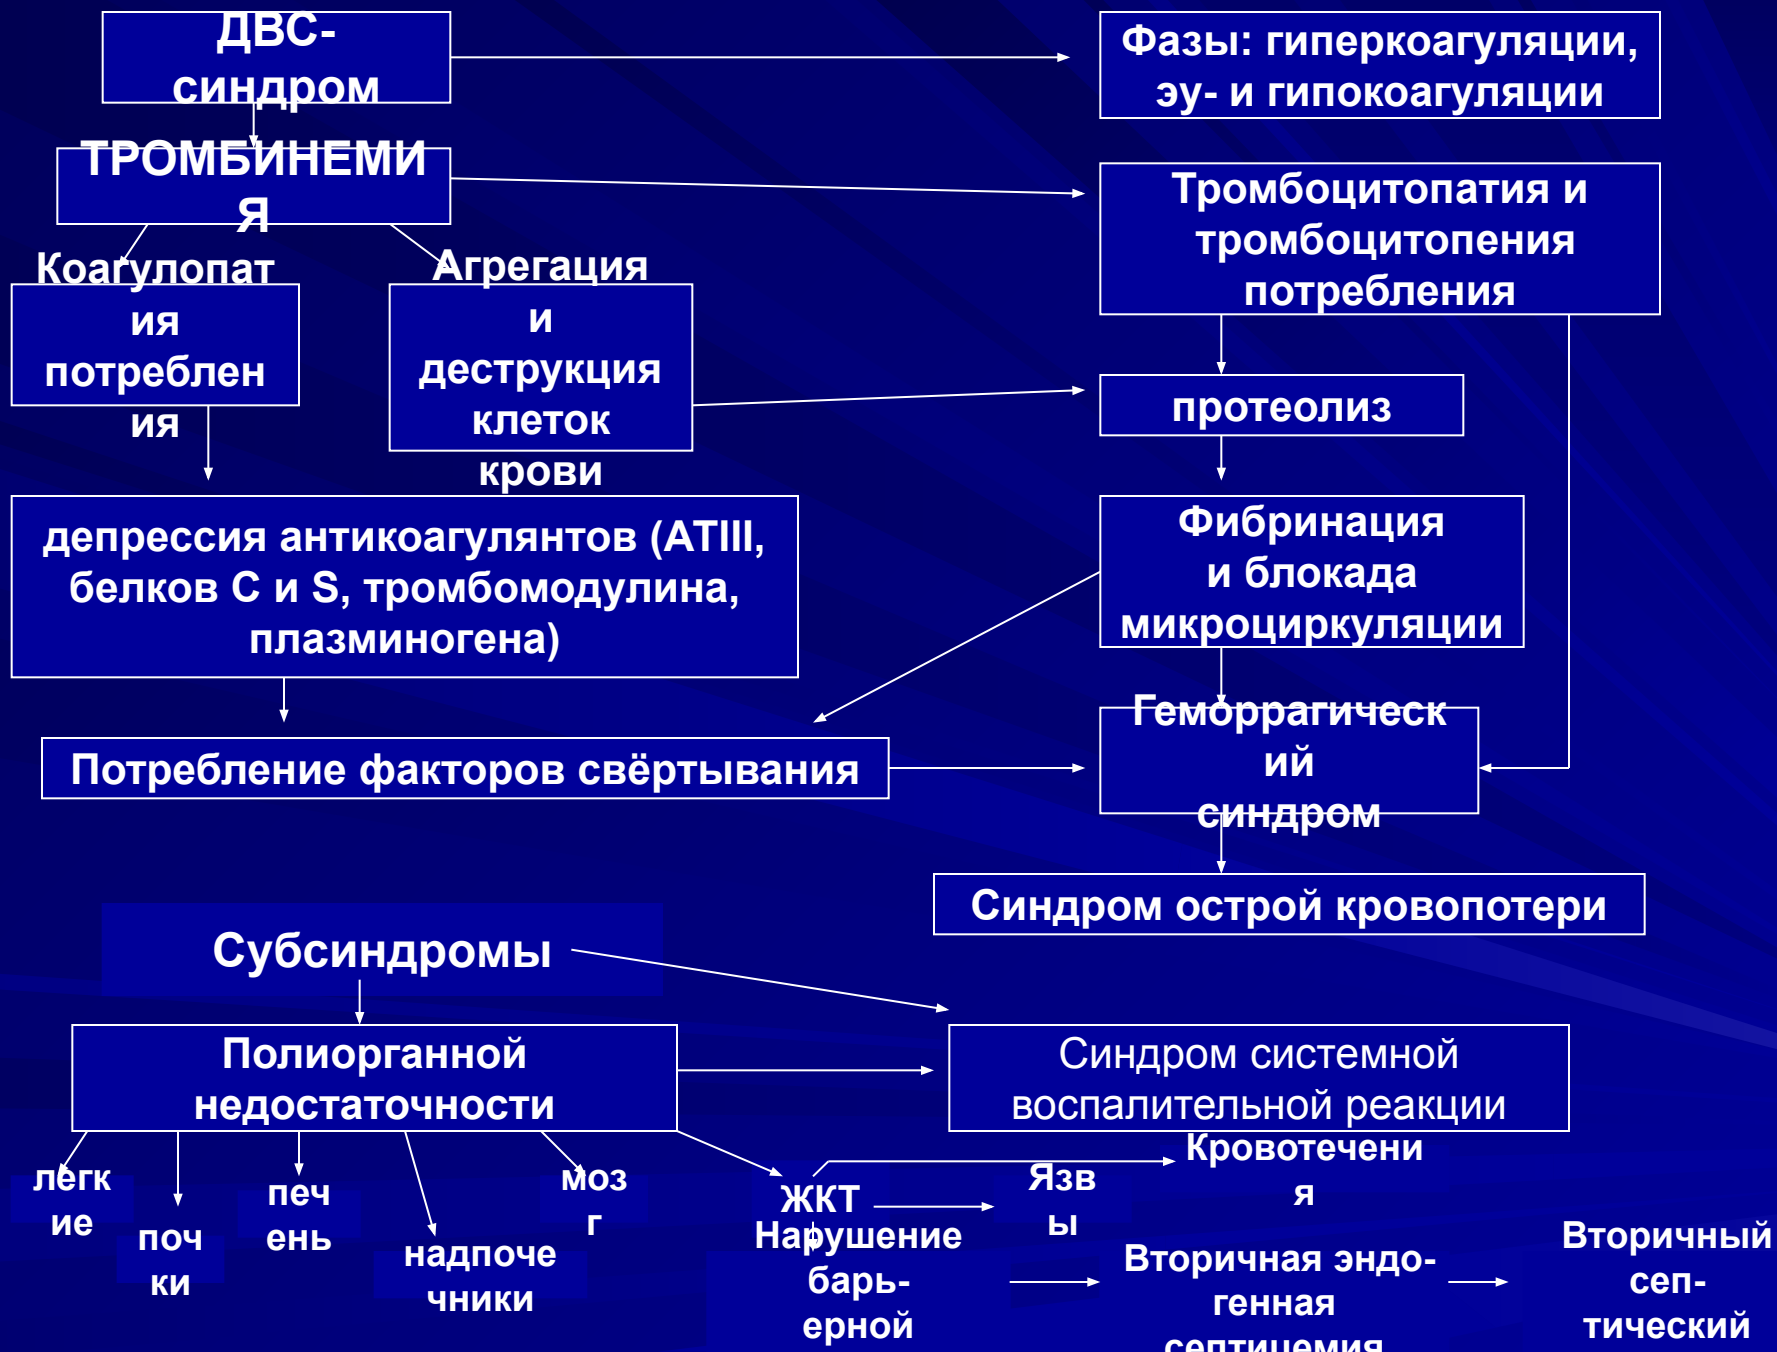 ДВС-
синдром
Фазы: гиперкоагуляции,
эу- и гипокоагуляции
ТРОМБИНЕМИ
Я
Тромбоцитопатия и
тромбоцитопения
потребления
Коагулопат
ия
потреблен
ия
Агрегация
и
деструкция
клеток
крови
протеолиз
депрессия антикоагулянтов (АТIII,
белков С и S, тромбомодулина,
плазминогена)
Фибринация
и блокада
микроциркуляции
Потребление факторов свёртывания
Геморрагическ
ий
синдром
Синдром острой кровопотери
Субсиндромы
Полиорганной
недостаточности
Синдром системной
воспалительной реакции
легк
ие
поч
ки
печ
ень
надпоче
чники
моз
г
ЖКТ
Язв
ы
Кровотечени
я
Нарушение
барь-
ерной
Вторичная эндо-
генная
септицемия
Вторичный
сеп-
тический